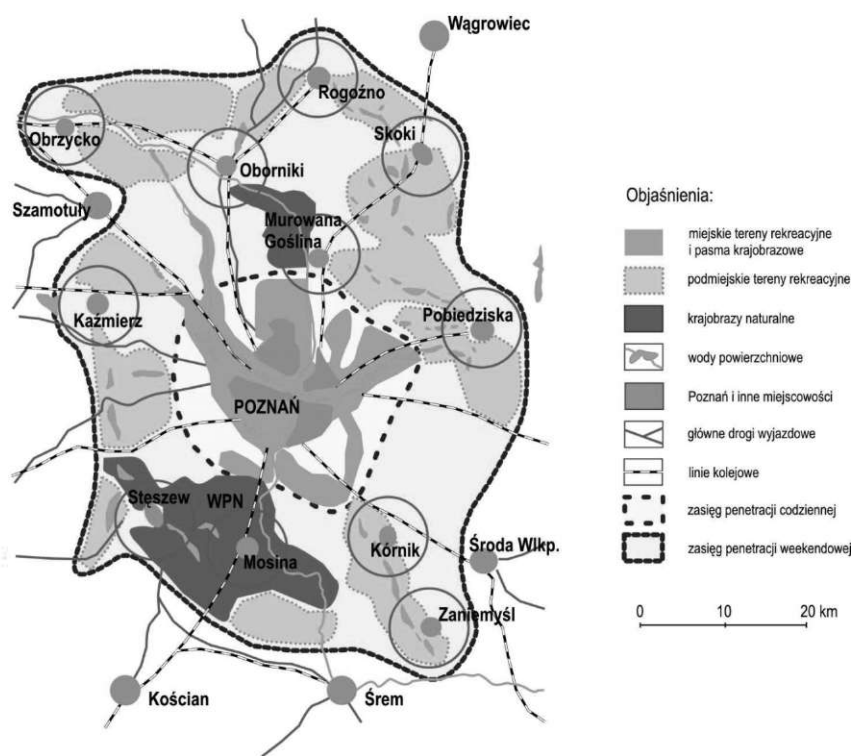 Wągrowiec
Rogoźno
Skoki
Obrzycko
Oborniki
Szamotuły
Murowana
Goślina
Kaźmierz
Pobiedziska
POZNAŃ
Stęszew
WPN
Mosina
Kórnik
Środa Wlkp.
Zaniemyśl
Kościan
Śrem
Objaśnienia:
miejskie tereny rekreacyjne
i pasma krajobrazowe
podmiejskie tereny rekreacyjne
krajobrazy naturalne
wody powierzchniowe
Poznań i inne miejscowości
główne drogi wyjazdowe
linie kolejowe
zasięg penetracji codziennej
zasięg penetracji weekendowej
0 10 20 km